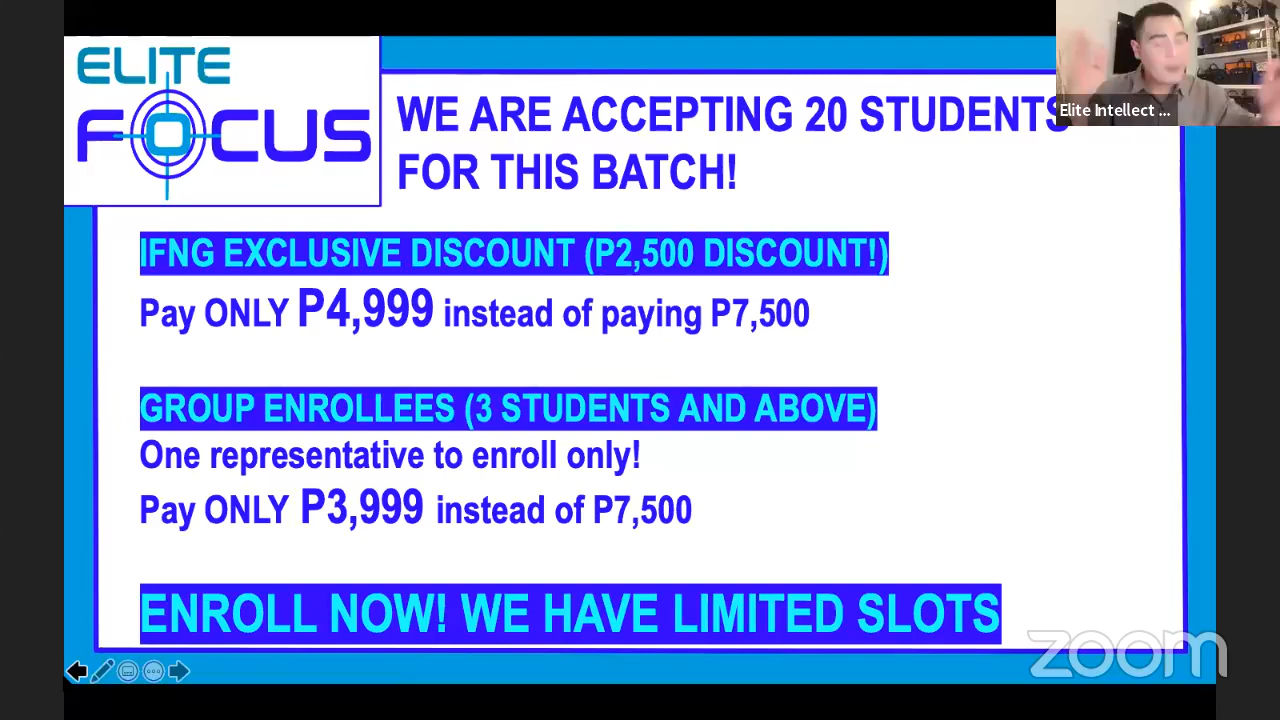 ELITE
FOCUS
WE ARE ACCEPTING 20 STUDENTS
FOR THIS BATCH!
Elite Intellect ...
IFNG EXCLUSIVE DISCOUNT (P2,500 DISCOUNT!)
Pay ONLY P4,999 instead of paying P7,500
GROUP ENROLLEES (3 STUDENTS AND ABOVE)
One representative to enroll only!
Pay ONLY P3,999 instead of P7,500
ENROLL NOW! WE HAVE LIMITED SLOTS
zoom